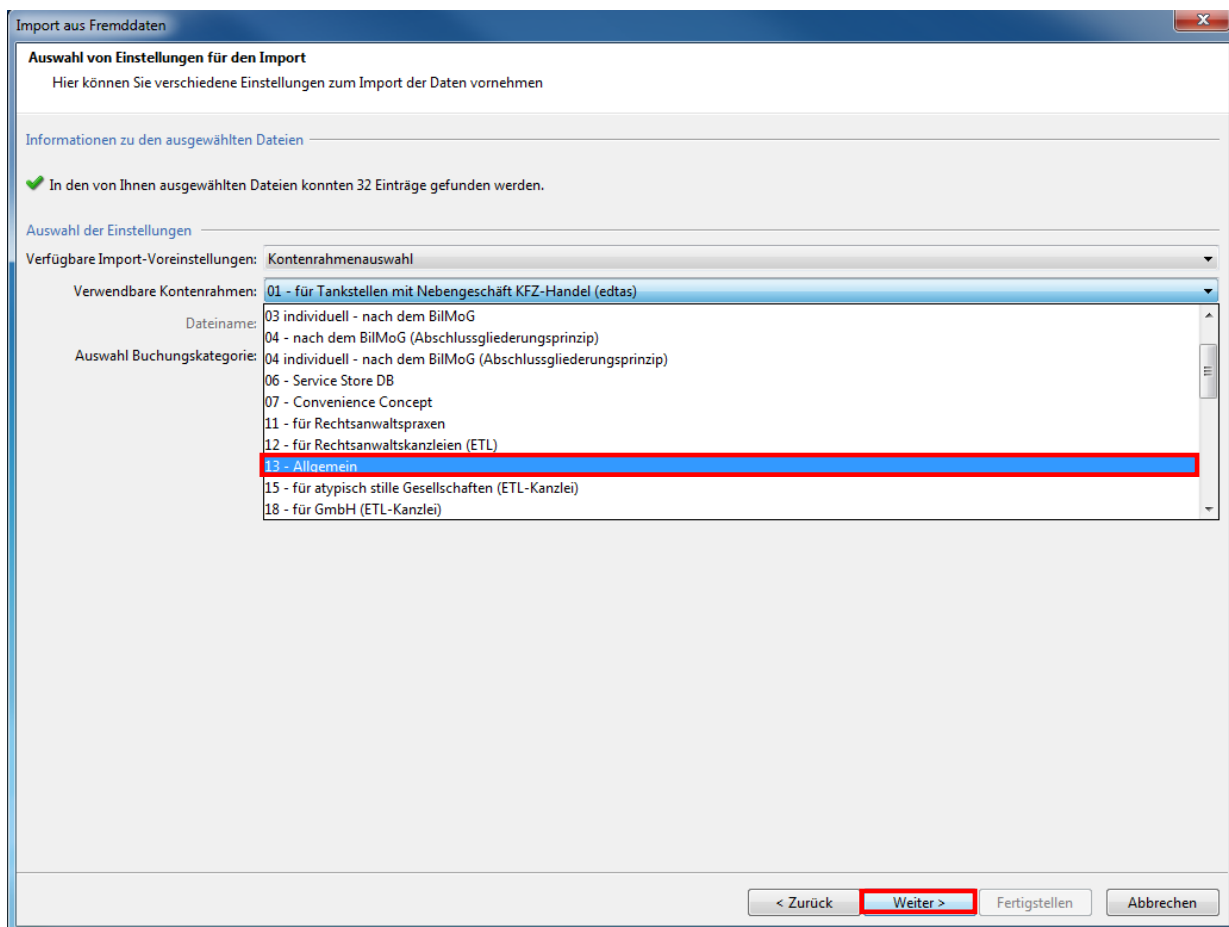 Import aus Fremddaten
Auswahl von Einstellungen für den Import
Hier können Sie verschiedene Einstellungen zum Import der Daten vornehmen
Informationen zu den ausgewählten Dateien
In den von Ihnen ausgewählten Dateien konnten 32 Einträge gefunden werden.
Auswahl der Einstellungen
Verfügbare Import-Voreinstellungen: Kontenrahmenauswahl
Verwendbare Kontenrahmen: 01 - für Tankstellen mit Nebengeschäft KFZ-Handel (edtas)
Dateiname:
Auswahl Buchungskategorie:
03 individuell - nach dem BilMoG
04 - nach dem BilMoG (Abschlussgliederungsprinzip)
04 individuell - nach dem BilMoG (Abschlussgliederungsprinzip)
06 - Service Store DB
07 - Convenience Concept
11 - für Rechtsanwaltspraxen
12 - für Rechtsanwaltskanzleien (ETL)
13 - Allgemein
15 - für atypisch stille Gesellschaften (ETL-Kanzlei)
18 - für GmbH (ETL-Kanzlei)
< Zurück Weiter > Fertigstellen Abbrechen